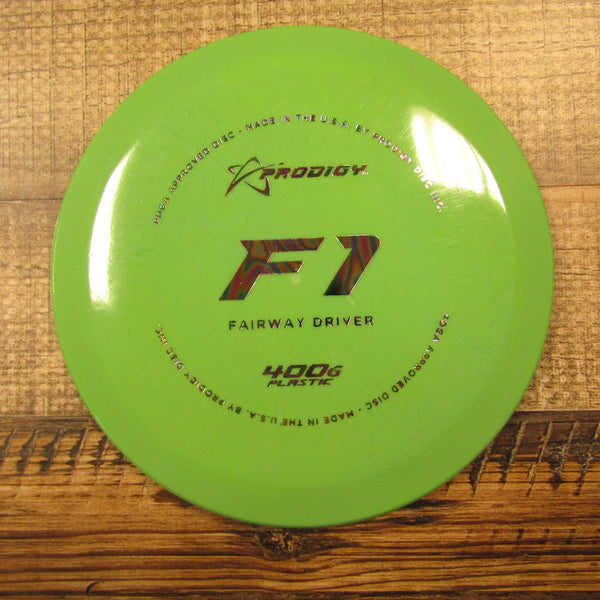 PDGA APPROVED DISC - MADE IN THE U.S.A. BY PRODIGY DISC INC.
PRODIGY
F1
FAIRWAY DRIVER
400G
PLASTIC
PDGA APPROVED DISC - MADE IN THE U.S.A. BY PRODIGY DISC INC.